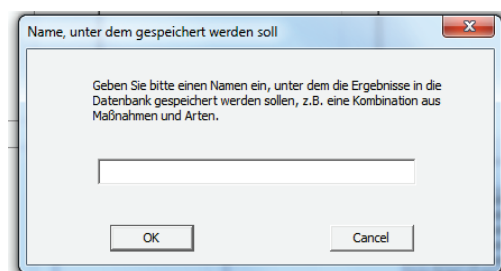 Name, unter dem gespeichert werden soll
Geben Sie bitte einen Namen ein, unter dem die Ergebnisse in die
Datenbank gespeichert werden sollen, z.B. eine Kombination aus
Maßnahmen und Arten.
OK Cancel